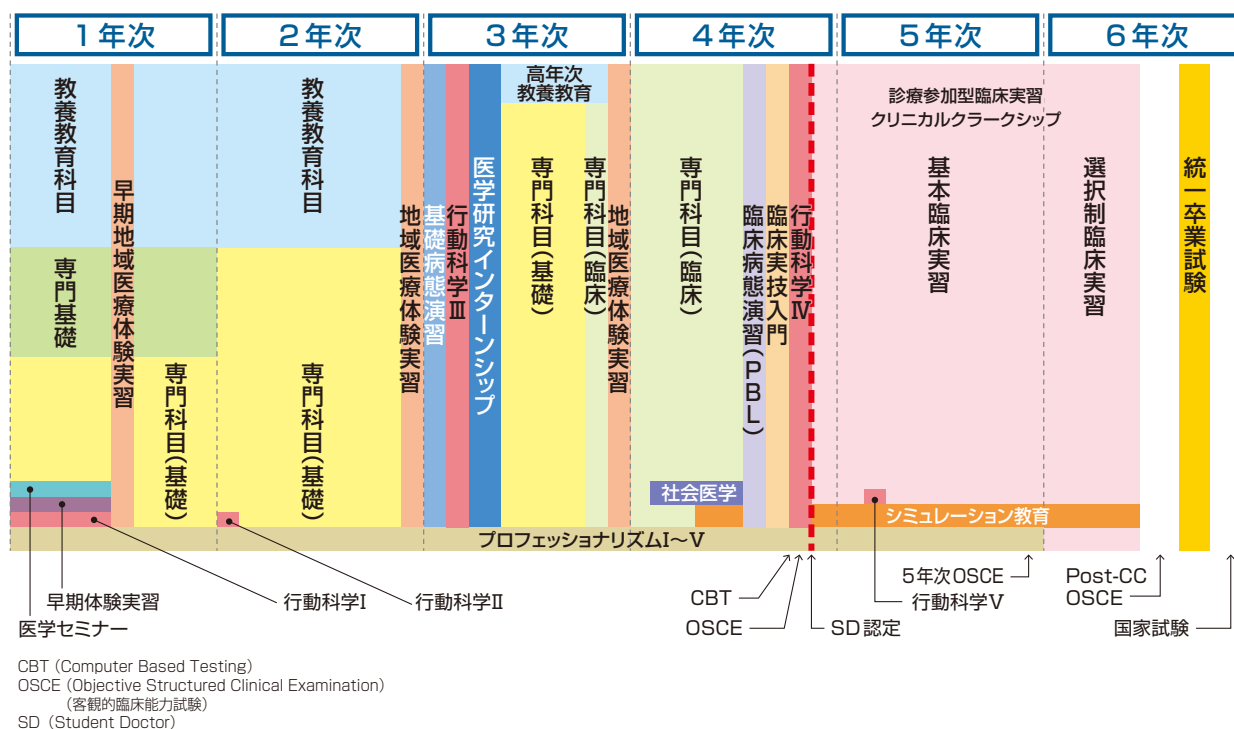 1年次
2年次
3年次
4年次
5年次
6年次
教養教育科目
専門基礎
早期地域医療体験実習
専門科目(基礎)
教養教育科目
専門科目(基礎)
地域医療体験実習
基礎病態演習
行動科学Ⅲ
医学研究インターンシップ
高年次
教養教育
専門科目(基礎)
専門科目(臨床)
地域医療体験実習
専門科目(臨床)
社会医学
臨床病態演習(PBL)
臨床実技入門
行動科学Ⅳ
診療参加型臨床実習
クリニカルクラークシップ
基本臨床実習
選択制臨床実習
統一卒業試験
シミュレーション教育
プロフェッショナリズムI〜V
早期体験実習
医学セミナー
行動科学I
行動科学II
CBT
OSCE
SD認定
5年次OSCE
行動科学V
Post-CC
OSCE
国家試験
CBT (Computer Based Testing)
OSCE (Objective Structured Clinical Examination)
(客観的臨床能力試験)
SD (Student Doctor)